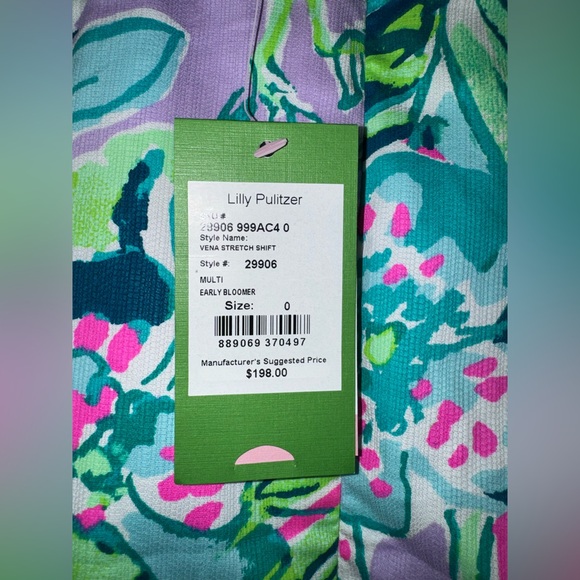 Lilly Pulitzer
#
29906 999AC4 0
Style Name:
VENA STRETCH SHIFT
Style #: 29906
MULTI
EARLY BLOOMER
Size: 0
889069 370497
Manufacturer's Suggested Price
$198.00